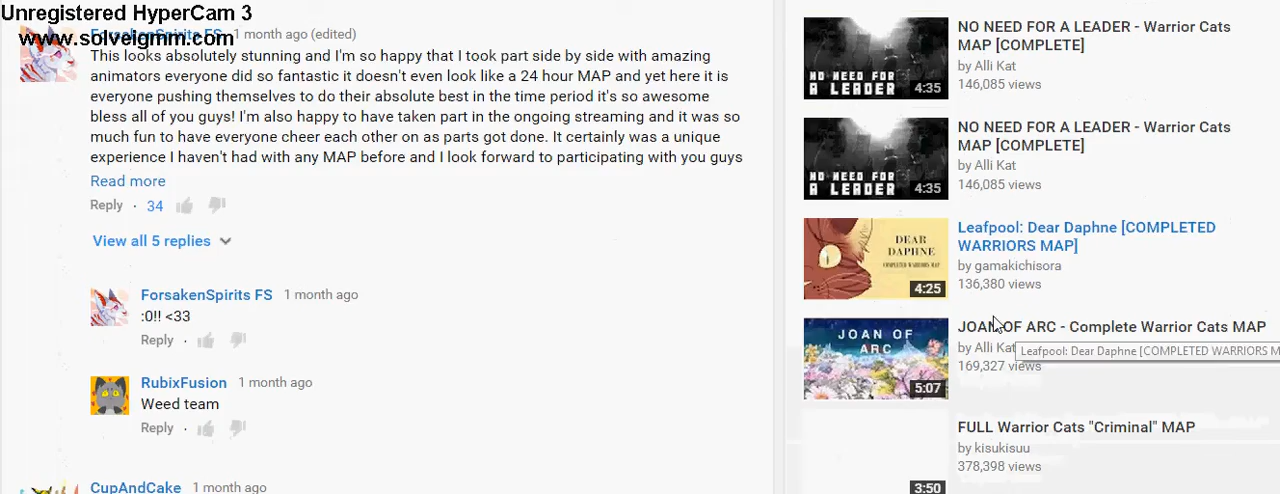 Unregistered HyperCam 3
www.solveigmm.com
ForsakenSpirits FS 1 month ago (edited)
This looks absolutely stunning and I'm so happy that I took part side by side with amazing
animators everyone did so fantastic it doesn't even look like a 24 hour MAP and yet here it is
everyone pushing themselves to do their absolute best in the time period it's so awesome
bless all of you guys! I'm also happy to have taken part in the ongoing streaming and it was so
much fun to have everyone cheer each other on as parts got done. It certainly was a unique
experience I haven't had with any MAP before and I look forward to participating with you guys
Read more
Reply · 34
View all 5 replies
ForsakenSpirits FS 1 month ago
:0!! <33
Reply
RubixFusion 1 month ago
Weed team
Reply
CupAndCake 1 month ago
NO NEED FOR
A LEADER
4:35
NO NEED FOR A LEADER - Warrior Cats
MAP [COMPLETE]
by Alli Kat
146,085 views
NO NEED FOR
A LEADER
4:35
NO NEED FOR A LEADER - Warrior Cats
MAP [COMPLETE]
by Alli Kat
146,085 views
DEAR
DAPHNE
COMPLETED WARRIORS MAP
4:25
Leafpool: Dear Daphne [COMPLETED
WARRIORS MAP]
by gamakichisora
136,380 views
JOAN OF
ARC
5:07
JOAN OF ARC - Complete Warrior Cats MAP
by Alli Kat
Leafpool: Dear Daphne [COMPLETED WARRIORS M
169,327 views
3:50
FULL Warrior Cats "Criminal" MAP
by kisukisuu
378,398 views